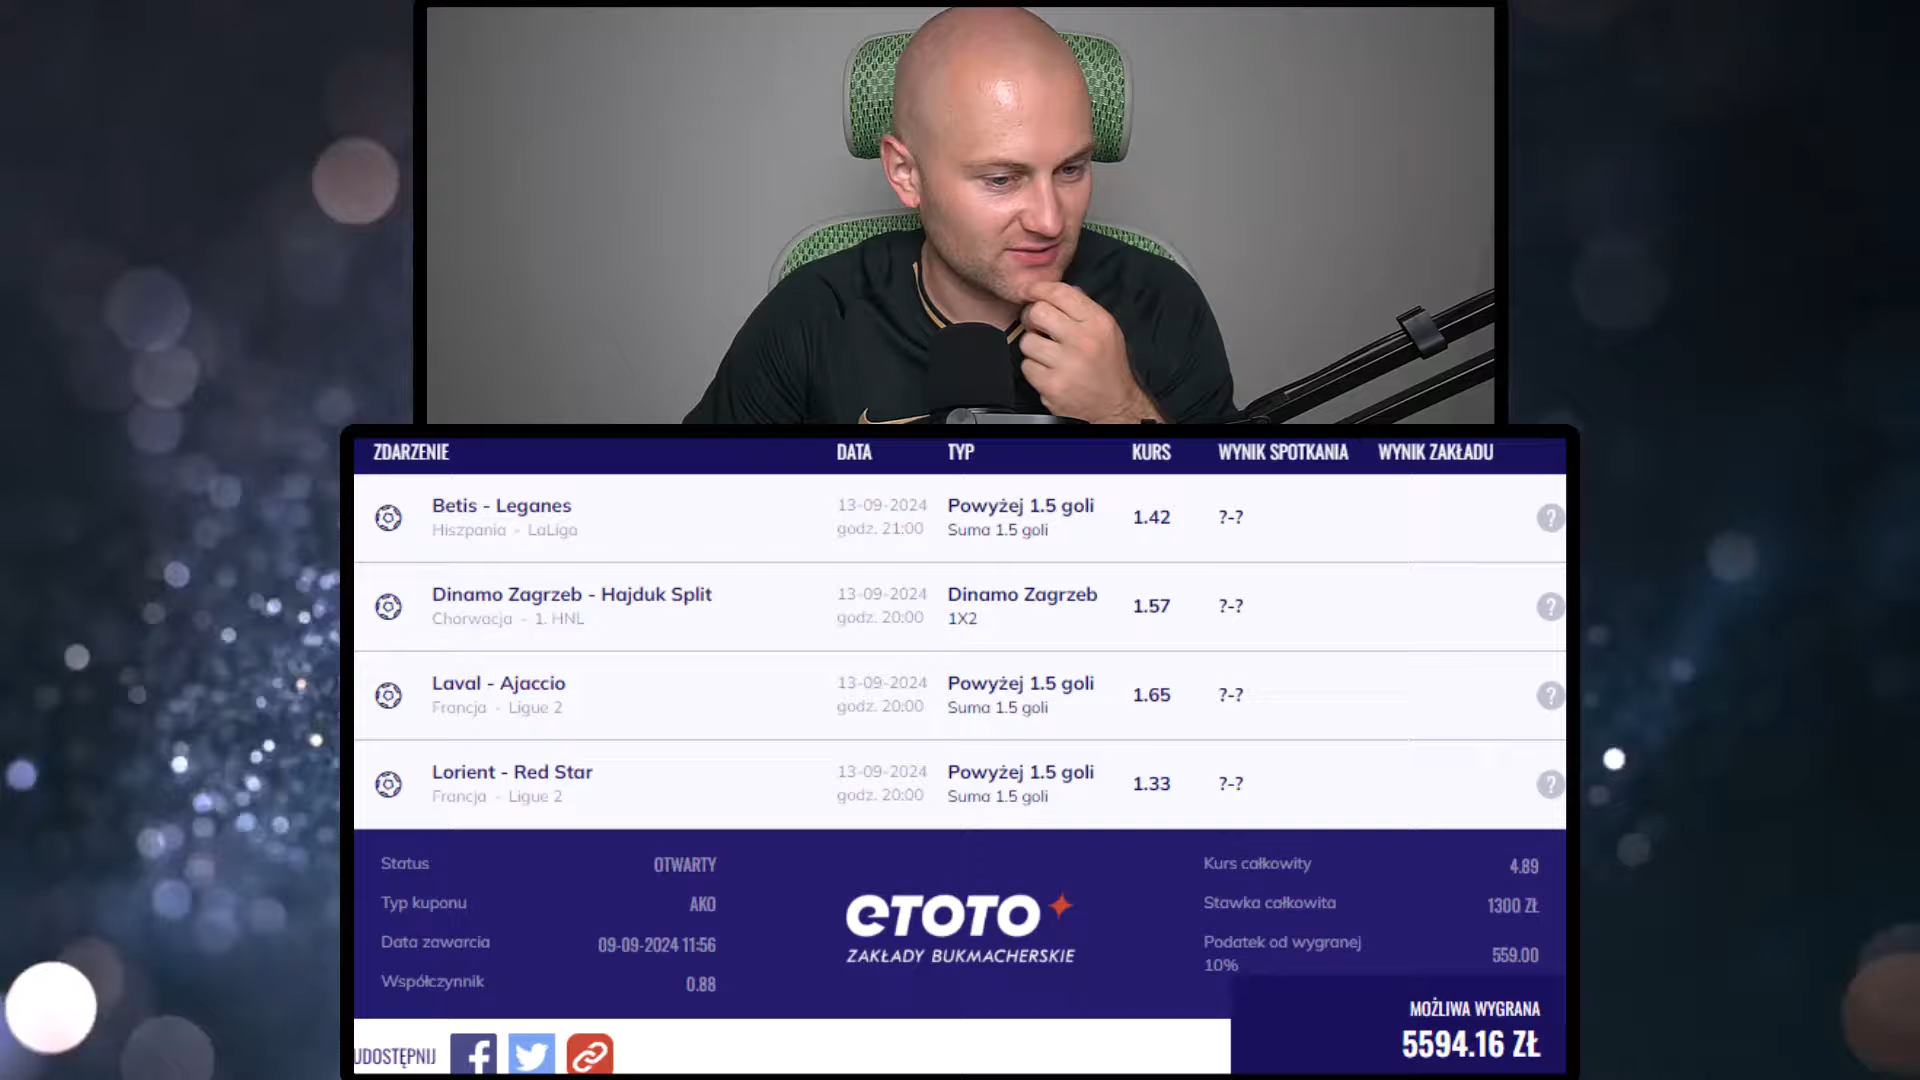 ZDARZENIE DATA TYP KURS WYNIK SPOTKANIA WYNIK ZAKŁADU
Betis - Leganes 13-09-2024 Powyżej 1.5 goli 1.42 ?-? ?
Hiszpania - LaLiga godz. 21:00 Suma 1.5 goli
Dinamo Zagrzeb - Hajduk Split 13-09-2024 Dinamo Zagrzeb 1.57 ?-? ?
Chorwacja - 1. HNL godz. 20:00 1X2
Laval - Ajaccio 13-09-2024 Powyżej 1.5 goli 1.65 ?-? ?
Francja - Ligue 2 godz. 20:00 Suma 1.5 goli
Lorient - Red Star 13-09-2024 Powyżej 1.5 goli 1.33 ?-? ?
Francja - Ligue 2 godz. 20:00 Suma 1.5 goli
Status OTWARTY
Typ kuponu AKO
Data zawarcia 09-09-2024 11:56
Współczynnik 0.88
eTOTO
ZAKŁADY BUKMACHERSKIE
Kurs całkowity 4.89
Stawka całkowita 1300 ZŁ
Podatek od wygranej 559.00
10%
MOŻLIWA WYGRANA
5594.16 ZŁ
UDOSTĘPNIJ